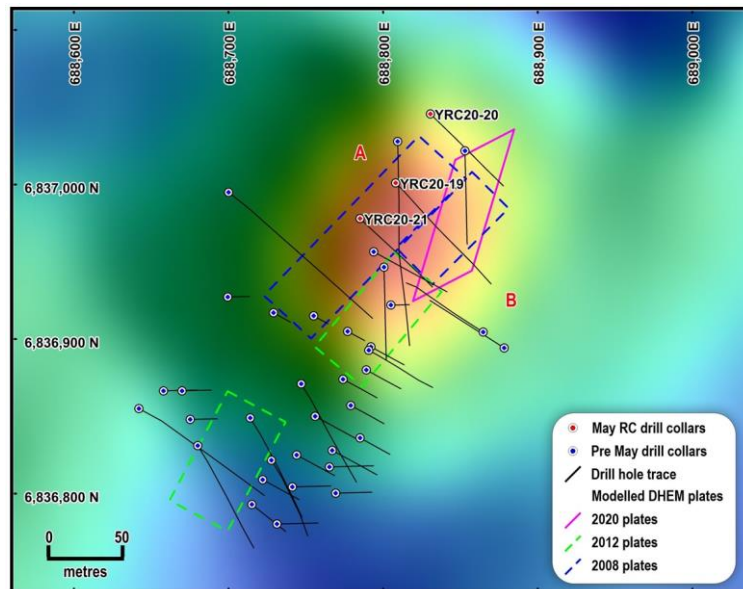 688,600 E
688,700 E
688,800 E
688,900 E
689,000 E
YRC20-20
A
6,837,000 N
YRC20-19
YRC20-21
B
6,836,900 N
6,836,800 N
0
50
metres
May RC drill collars
Pre May drill collars
Drill hole trace
Modelled DHEM plates
2020 plates
2012 plates
2008 plates